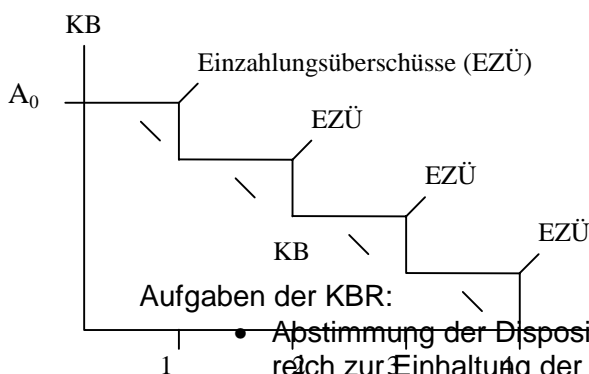 KB
Einzahlungsüberschüsse (EZÜ)
A₀
EZÜ
EZÜ
EZÜ
KB
Aufgaben der KBR:
• Abstimmung der Disposi
1 2 3 4
reich zur Einhaltung der